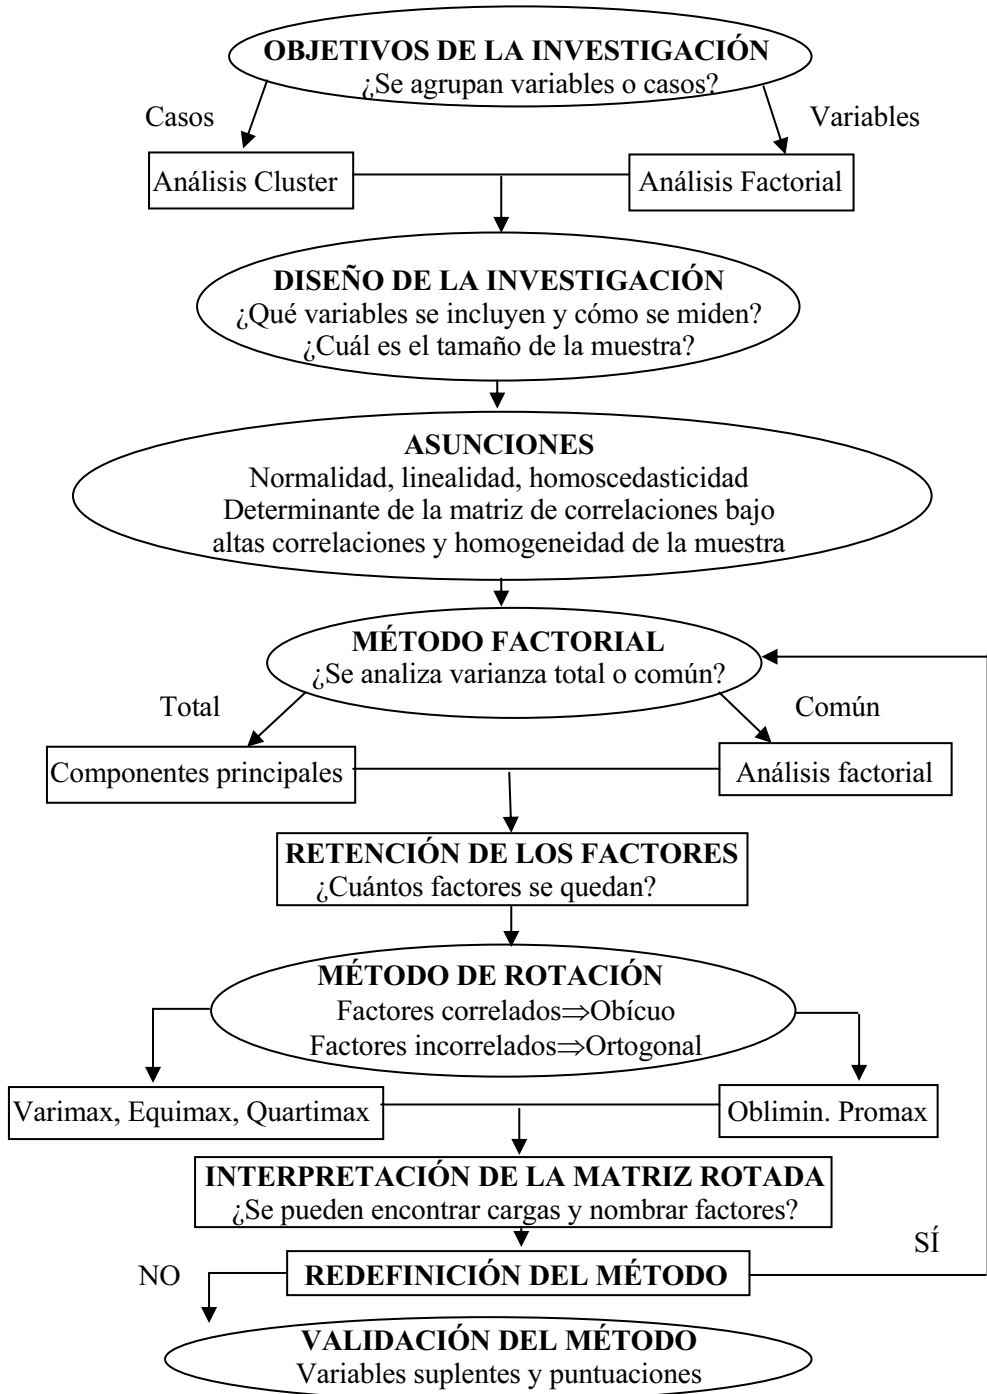 OBJETIVOS DE LA INVESTIGACIÓN
¿Se agrupan variables o casos?
Casos
Variables
Análisis Cluster
Análisis Factorial
DISEÑO DE LA INVESTIGACIÓN
¿Qué variables se incluyen y cómo se miden?
¿Cuál es el tamaño de la muestra?
ASUNCIONES
Normalidad, linealidad, homoscedasticidad
Determinante de la matriz de correlaciones bajo
altas correlaciones y homogeneidad de la muestra
MÉTODO FACTORIAL
¿Se analiza varianza total o común?
Total
Común
Componentes principales
Análisis factorial
RETENCIÓN DE LOS FACTORES
¿Cuántos factores se quedan?
MÉTODO DE ROTACIÓN
Factores correlados⇒Obícuo
Factores incorrelados⇒Ortogonal
Varimax, Equimax, Quartimax
Oblimin. Promax
INTERPRETACIÓN DE LA MATRIZ ROTADA
¿Se pueden encontrar cargas y nombrar factores?
SÍ
NO
REDEFINICIÓN DEL MÉTODO
VALIDACIÓN DEL MÉTODO
Variables suplentes y puntuaciones